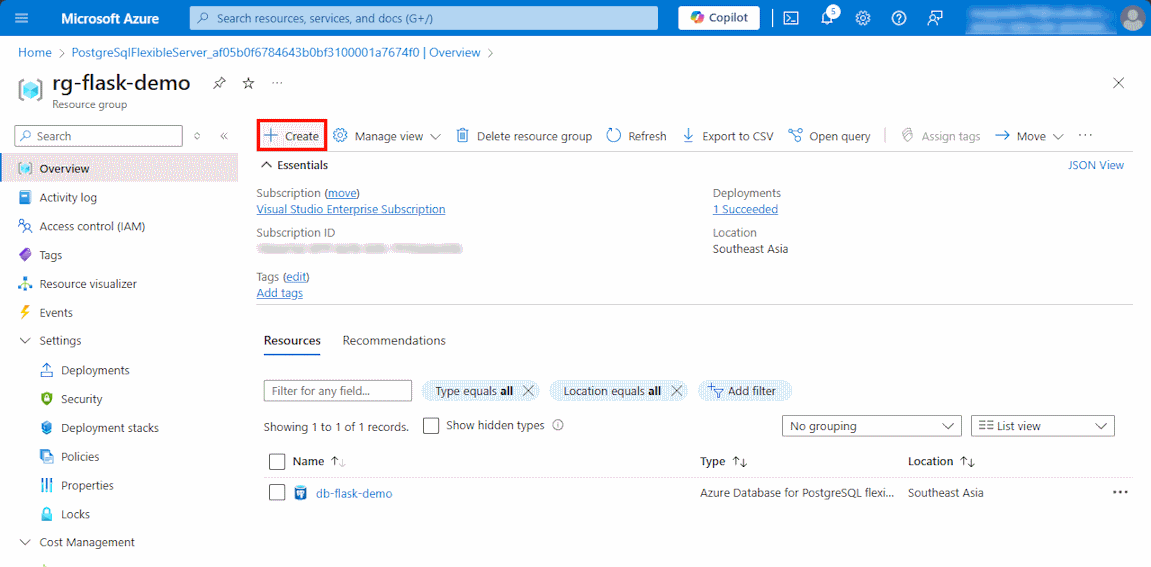 Microsoft Azure Search resources, services, and docs (G+/) Copilot 5
Home > PostgreSqlFlexibleServer_af05b0f6784643b0bf3100001a7674f0 | Overview >
rg-flask-demo ...
Resource group
Search « + Create Manage view Delete resource group Refresh Export to CSV Open query Assign tags Move ...
Overview Essentials JSON View
Activity log Subscription (move) Deployments
Visual Studio Enterprise Subscription 1 Succeeded
Access control (IAM) Subscription ID Location
Southeast Asia
Tags Tags (edit)
Resource visualizer Add tags
Events
Settings Resources Recommendations
Deployments
Security Filter for any field... Type equals all Location equals all Add filter
Deployment stacks Showing 1 to 1 of 1 records. Show hidden types No grouping List view
Policies Name Type Location
Properties db-flask-demo Azure Database for PostgreSQL flexi... Southeast Asia ...
Locks
Cost Management